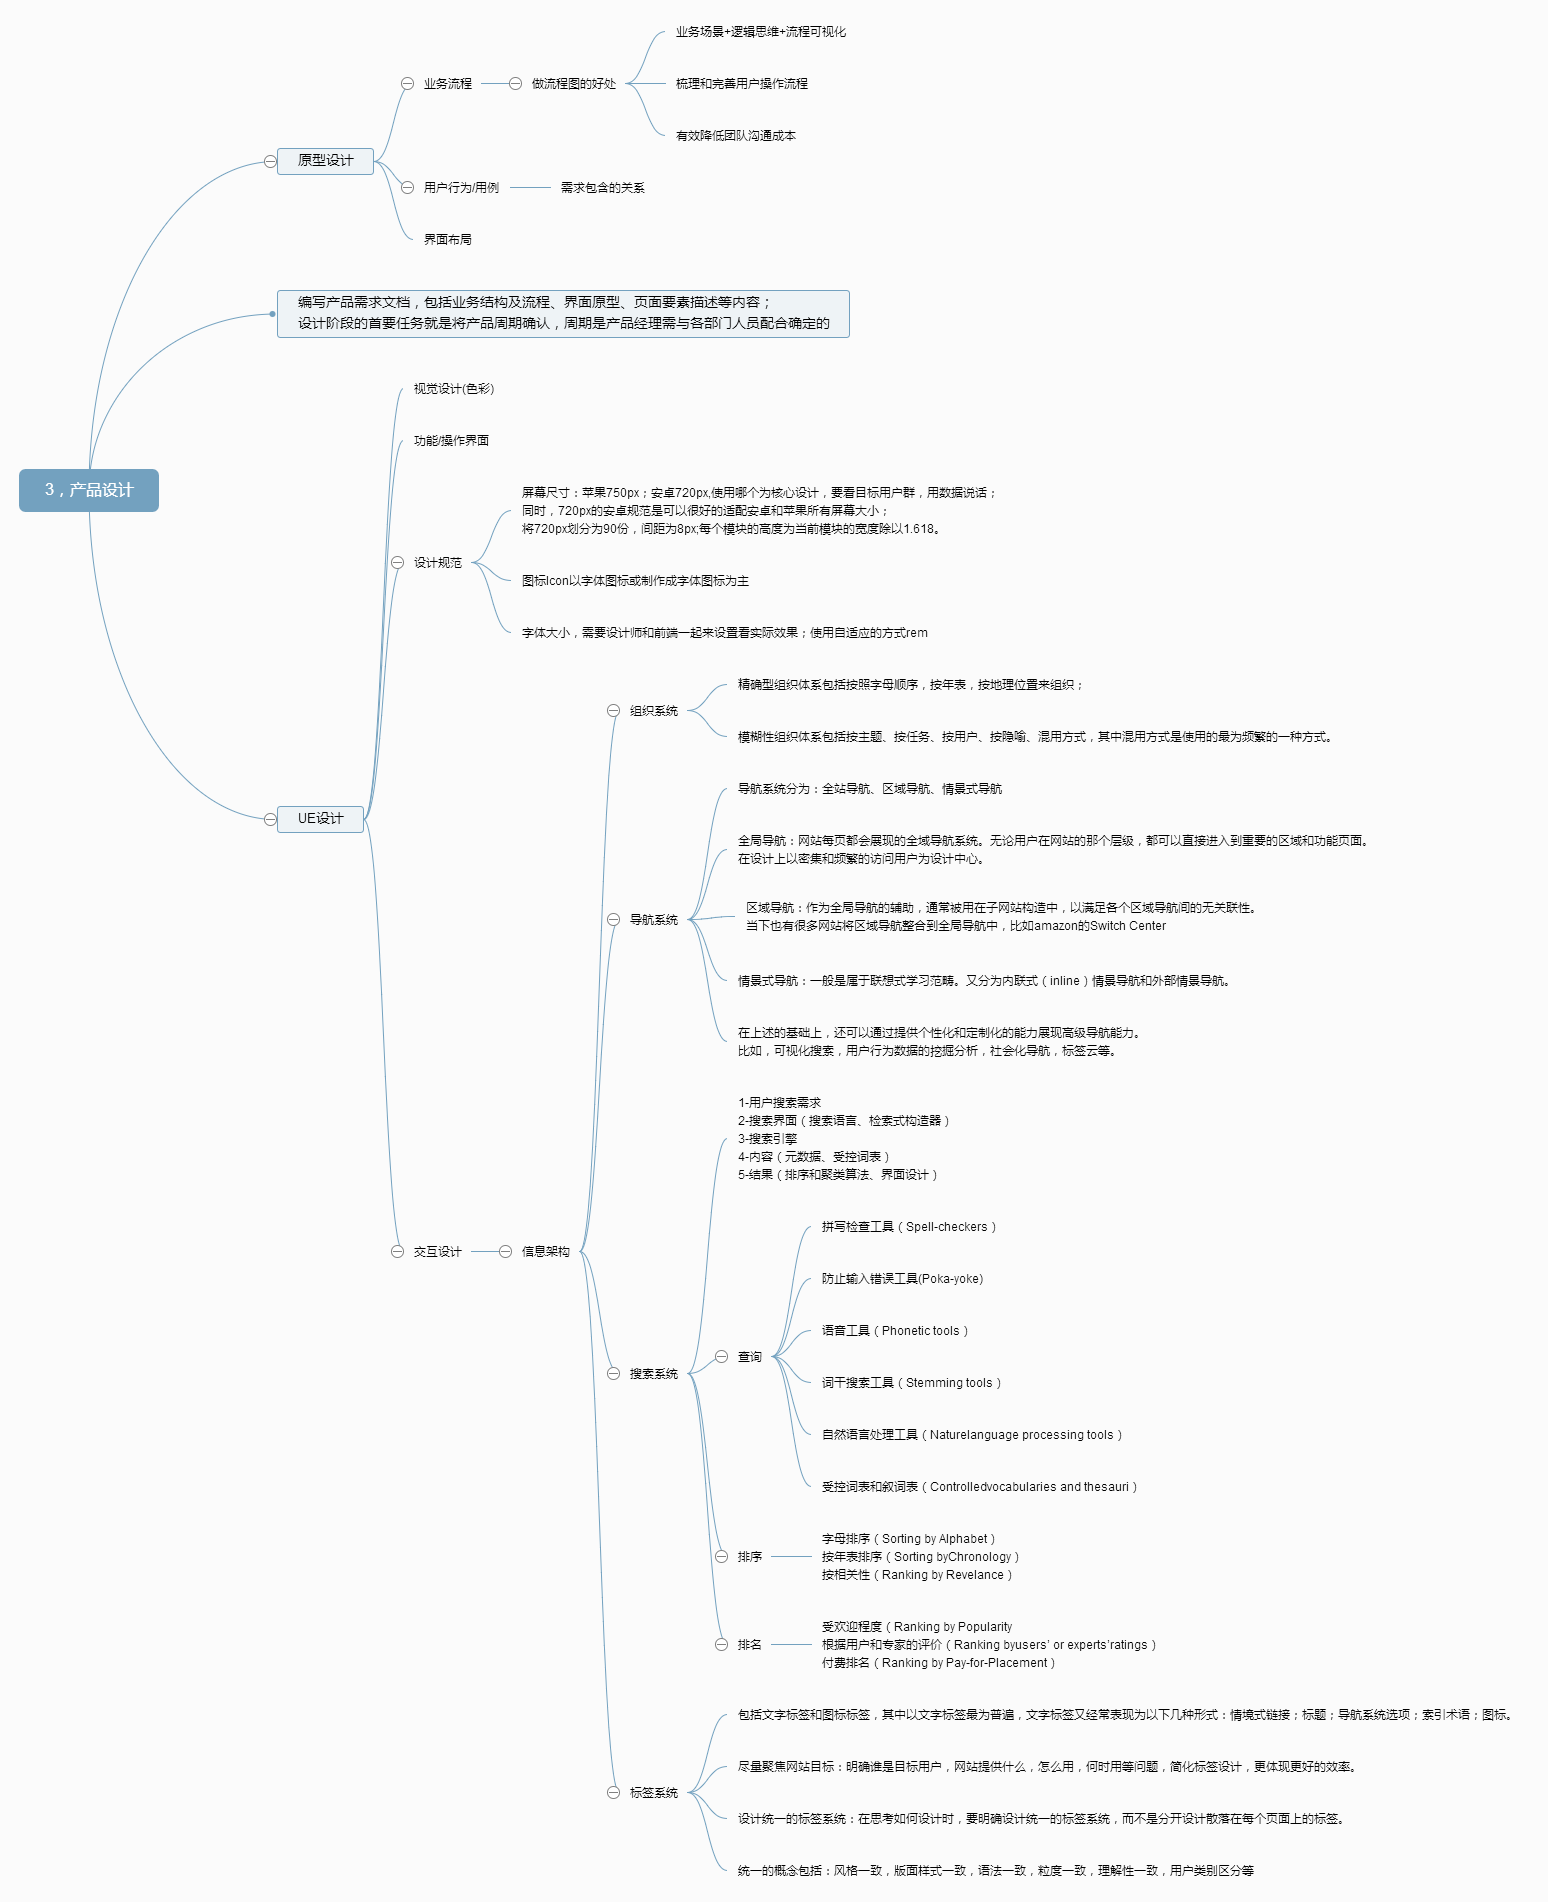 业务场景+逻辑思维+流程可视化
业务流程
做流程图的好处
梳理和完善用户操作流程
有效降低团队沟通成本
原型设计
用户行为/用例
需求包含的关系
界面布局
编写产品需求文档，包括业务结构及流程、界面原型、页面要素描述等内容；
设计阶段的首要任务就是将产品周期确认，周期是产品经理需与各部门人员配合确定的
视觉设计(色彩)
功能/操作界面
3，产品设计
屏幕尺寸：苹果750px；安卓720px,使用哪个为核心设计，要看目标用户群，用数据说话；
同时，720px的安卓规范是可以很好的适配安卓和苹果所有屏幕大小；
将720px划分为90份，间距为8px;每个模块的高度为当前模块的宽度除以1.618。
设计规范
图标Icon以字体图标或制作成字体图标为主
字体大小，需要设计师和前端一起来设置看实际效果；使用自适应的方式rem
精确型组织体系包括按照字母顺序，按年表，按地理位置来组织；
组织系统
模糊性组织体系包括按主题、按任务、按用户、按隐喻、混用方式，其中混用方式是使用的最为频繁的一种方式。
导航系统分为：全站导航、区域导航、情景式导航
UE设计
全局导航：网站每页都会展现的全域导航系统。无论用户在网站的那个层级，都可以直接进入到重要的区域和功能页面。
在设计上以密集和频繁的访问用户为设计中心。
导航系统
区域导航：作为全局导航的辅助，通常被用在子网站构造中，以满足各个区域导航间的无关联性。
当下也有很多网站将区域导航整合到全局导航中，比如amazon的Switch Center
情景式导航：一般是属于联想式学习范畴。又分为内联式（inline）情景导航和外部情景导航。
在上述的基础上，还可以通过提供个性化和定制化的能力展现高级导航能力。
比如，可视化搜索，用户行为数据的挖掘分析，社会化导航，标签云等。
1-用户搜索需求
2-搜索界面（搜索语言、检索式构造器）
3-搜索引擎
4-内容（元数据、受控词表）
5-结果（排序和聚类算法、界面设计）
交互设计
信息架构
拼写检查工具（Spell-checkers）
防止输入错误工具(Poka-yoke)
语音工具（Phonetic tools）
查询
搜索系统
词干搜索工具（Stemming tools）
自然语言处理工具（Naturelanguage processing tools）
受控词表和叙词表（Controlledvocabularies and thesauri）
排序
字母排序（Sorting by Alphabet）
按年表排序（Sorting byChronology）
按相关性（Ranking by Revelance）
排名
受欢迎程度（Ranking by Popularity
根据用户和专家的评价（Ranking byusers’ or experts’ratings）
付费排名（Ranking by Pay-for-Placement）
包括文字标签和图标标签，其中以文字标签最为普遍，文字标签又经常表现为以下几种形式：情境式链接；标题；导航系统选项；索引术语；图标。
尽量聚焦网站目标：明确谁是目标用户，网站提供什么，怎么用，何时用等问题，简化标签设计，更体现更好的效率。
标签系统
设计统一的标签系统：在思考如何设计时，要明确设计统一的标签系统，而不是分开设计散落在每个页面上的标签。
统一的概念包括：风格一致，版面样式一致，语法一致，粒度一致，理解性一致，用户类别区分等